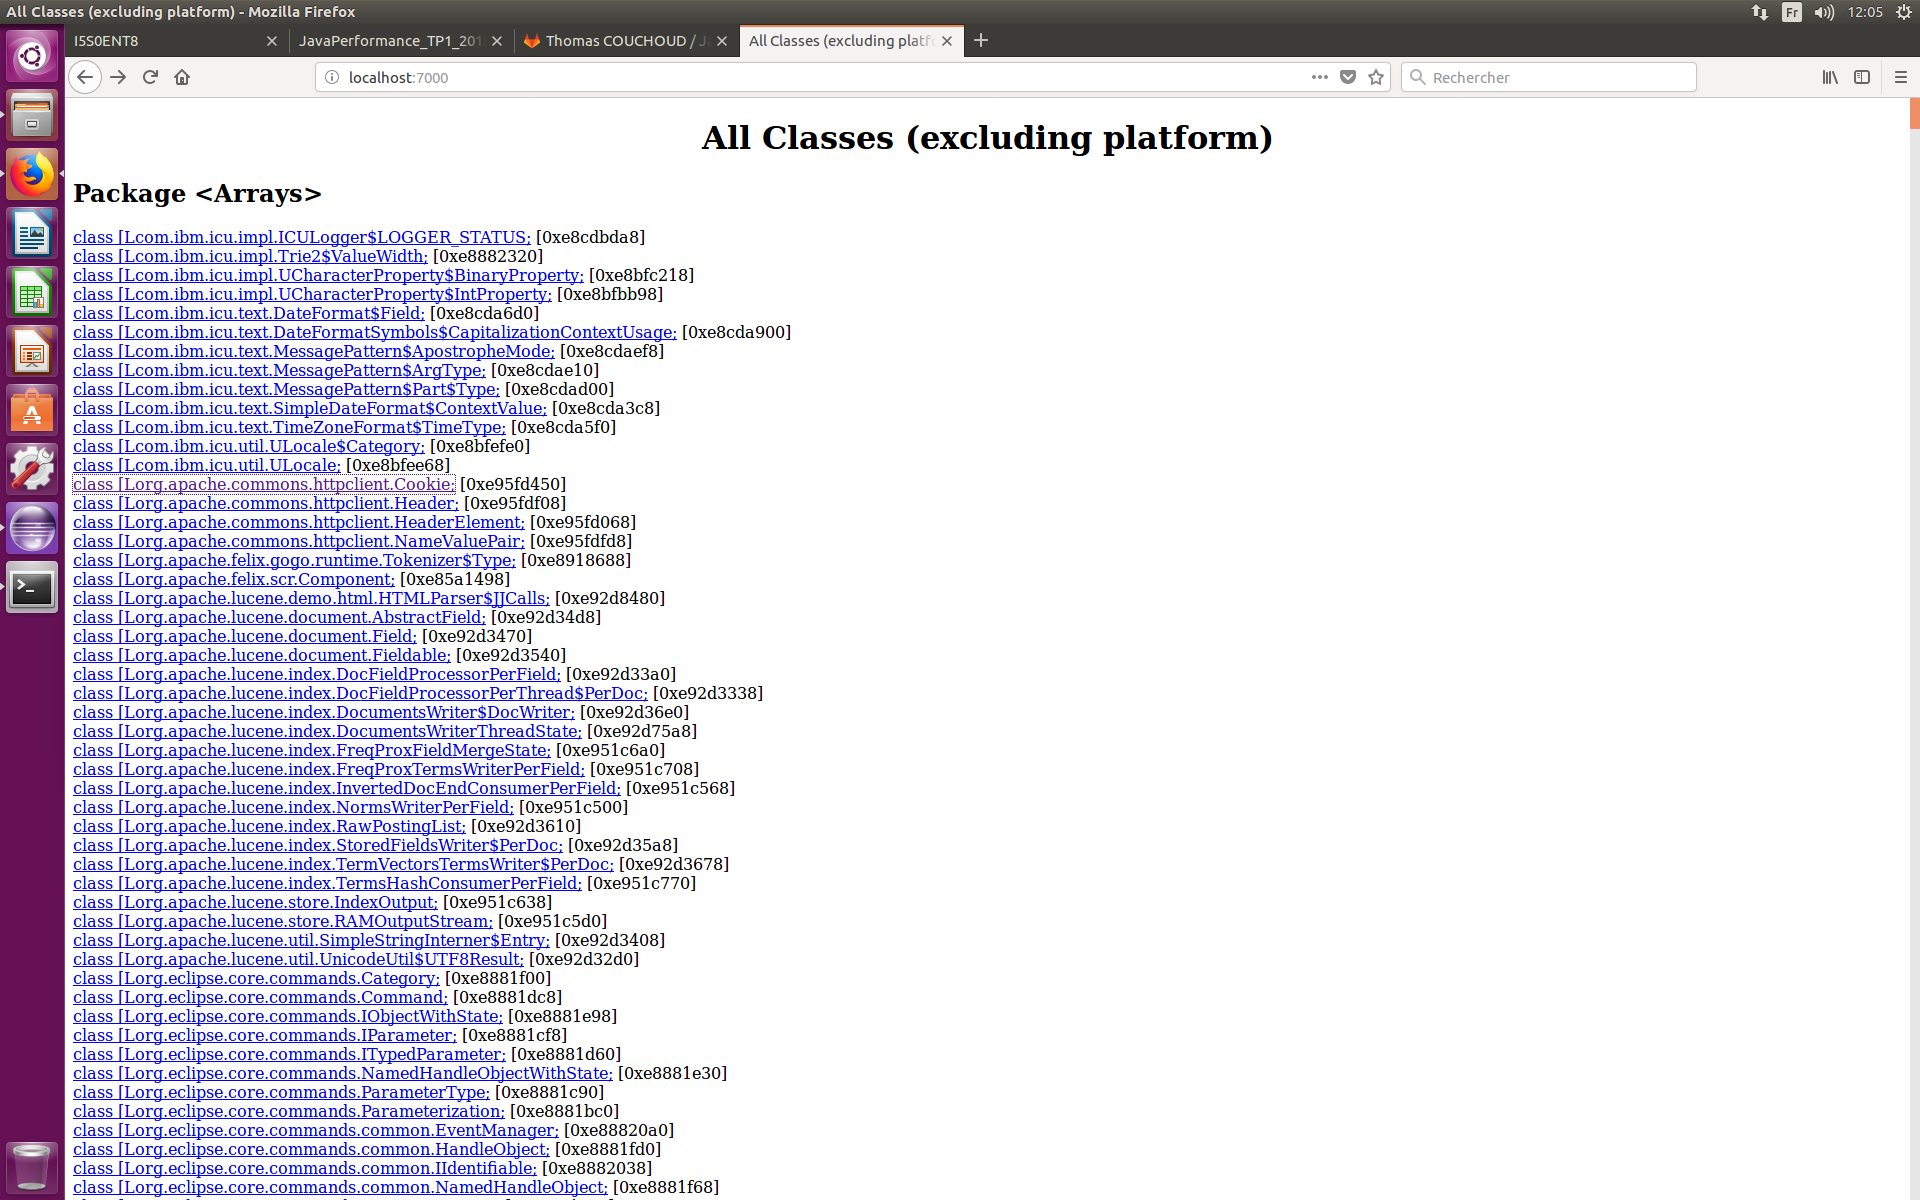 All Classes (excluding platform) - Mozilla Firefox
Fr
12:05
I5S0ENT8
JavaPerformance_TP1_201
Thomas COUCHOUD / Ja
All Classes (excluding platfo
localhost:7000
Rechercher
All Classes (excluding platform)
Package <Arrays>
class [Lcom.ibm.icu.impl.ICULogger$LOGGER_STATUS; [0xe8cdbda8]
class [Lcom.ibm.icu.impl.Trie2$ValueWidth; [0xe8882320]
class [Lcom.ibm.icu.impl.UCharacterProperty$BinaryProperty; [0xe8bfc218]
class [Lcom.ibm.icu.impl.UCharacterProperty$IntProperty; [0xe8bfbb98]
class [Lcom.ibm.icu.text.DateFormat$Field; [0xe8cda6d0]
class [Lcom.ibm.icu.text.DateFormatSymbols$CapitalizationContextUsage; [0xe8cda900]
class [Lcom.ibm.icu.text.MessagePattern$ApostropheMode; [0xe8cdaef8]
class [Lcom.ibm.icu.text.MessagePattern$ArgType; [0xe8cdae10]
class [Lcom.ibm.icu.text.MessagePattern$Part$Type; [0xe8cdad00]
class [Lcom.ibm.icu.text.SimpleDateFormat$ContextValue; [0xe8cda3c8]
class [Lcom.ibm.icu.text.TimeZoneFormat$TimeType; [0xe8cda5f0]
class [Lcom.ibm.icu.util.ULocale$Category; [0xe8bfefe0]
class [Lcom.ibm.icu.util.ULocale; [0xe8bfee68]
class [Lorg.apache.commons.httpclient.Cookie; [0xe95fd450]
class [Lorg.apache.commons.httpclient.Header; [0xe95fdf08]
class [Lorg.apache.commons.httpclient.HeaderElement; [0xe95fd068]
class [Lorg.apache.commons.httpclient.NameValuePair; [0xe95fdfd8]
class [Lorg.apache.felix.gogo.runtime.Tokenizer$Type; [0xe8918688]
class [Lorg.apache.felix.scr.Component; [0xe85a1498]
class [Lorg.apache.lucene.demo.html.HTMLParser$JJCalls; [0xe92d8480]
class [Lorg.apache.lucene.document.AbstractField; [0xe92d34d8]
class [Lorg.apache.lucene.document.Field; [0xe92d3470]
class [Lorg.apache.lucene.document.Fieldable; [0xe92d3540]
class [Lorg.apache.lucene.index.DocFieldProcessorPerField; [0xe92d33a0]
class [Lorg.apache.lucene.index.DocFieldProcessorPerThread$PerDoc; [0xe92d3338]
class [Lorg.apache.lucene.index.DocumentsWriter$DocWriter; [0xe92d36e0]
class [Lorg.apache.lucene.index.DocumentsWriterThreadState; [0xe92d75a8]
class [Lorg.apache.lucene.index.FreqProxFieldMergeState; [0xe951c6a0]
class [Lorg.apache.lucene.index.FreqProxTermsWriterPerField; [0xe951c708]
class [Lorg.apache.lucene.index.InvertedDocEndConsumerPerField; [0xe951c568]
class [Lorg.apache.lucene.index.NormsWriterPerField; [0xe951c500]
class [Lorg.apache.lucene.index.RawPostingList; [0xe92d3610]
class [Lorg.apache.lucene.index.StoredFieldsWriter$PerDoc; [0xe92d35a8]
class [Lorg.apache.lucene.index.TermVectorsTermsWriter$PerDoc; [0xe92d3678]
class [Lorg.apache.lucene.index.TermsHashConsumerPerField; [0xe951c770]
class [Lorg.apache.lucene.store.IndexOutput; [0xe951c638]
class [Lorg.apache.lucene.store.RAMOutputStream; [0xe951c5d0]
class [Lorg.apache.lucene.util.SimpleStringInterner$Entry; [0xe92d3408]
class [Lorg.apache.lucene.util.UnicodeUtil$UTF8Result; [0xe92d32d0]
class [Lorg.eclipse.core.commands.Category; [0xe8881f00]
class [Lorg.eclipse.core.commands.Command; [0xe8881dc8]
class [Lorg.eclipse.core.commands.IObjectWithState; [0xe8881e98]
class [Lorg.eclipse.core.commands.IParameter; [0xe8881cf8]
class [Lorg.eclipse.core.commands.ITypedParameter; [0xe8881d60]
class [Lorg.eclipse.core.commands.NamedHandleObjectWithState; [0xe8881e30]
class [Lorg.eclipse.core.commands.ParameterType; [0xe8881c90]
class [Lorg.eclipse.core.commands.Parameterization; [0xe8881bc0]
class [Lorg.eclipse.core.commands.common.EventManager; [0xe88820a0]
class [Lorg.eclipse.core.commands.common.HandleObject; [0xe8881fd0]
class [Lorg.eclipse.core.commands.common.IIdentifiable; [0xe8882038]
class [Lorg.eclipse.core.commands.common.NamedHandleObject; [0xe8881f68]